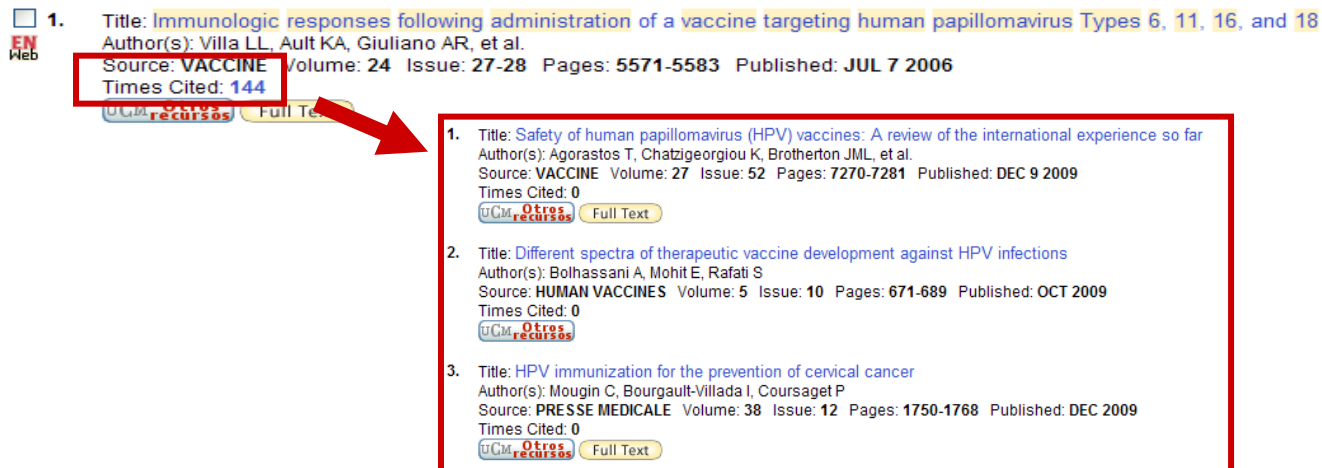 1. Title: Immunologic responses following administration of a vaccine targeting human papillomavirus Types 6, 11, 16, and 18
EN
Web
Author(s): Villa LL, Ault KA, Giuliano AR, et al.
Source: VACCINE Volume: 24 Issue: 27-28 Pages: 5571-5583 Published: JUL 7 2006
Times Cited: 144
UCM Otros recursos Full Te
1. Title: Safety of human papillomavirus (HPV) vaccines: A review of the international experience so far
Author(s): Agorastos T, Chatzigeorgiou K, Brotherton JML, et al.
Source: VACCINE Volume: 27 Issue: 52 Pages: 7270-7281 Published: DEC 9 2009
Times Cited: 0
UCM Otros recursos Full Text
2. Title: Different spectra of therapeutic vaccine development against HPV infections
Author(s): Bolhassani A, Mohit E, Rafati S
Source: HUMAN VACCINES Volume: 5 Issue: 10 Pages: 671-689 Published: OCT 2009
Times Cited: 0
UCM Otros recursos
3. Title: HPV immunization for the prevention of cervical cancer
Author(s): Mougin C, Bourgault-Villada I, Coursaget P
Source: PRESSE MEDICALE Volume: 38 Issue: 12 Pages: 1750-1768 Published: DEC 2009
Times Cited: 0
UCM Otros recursos Full Text